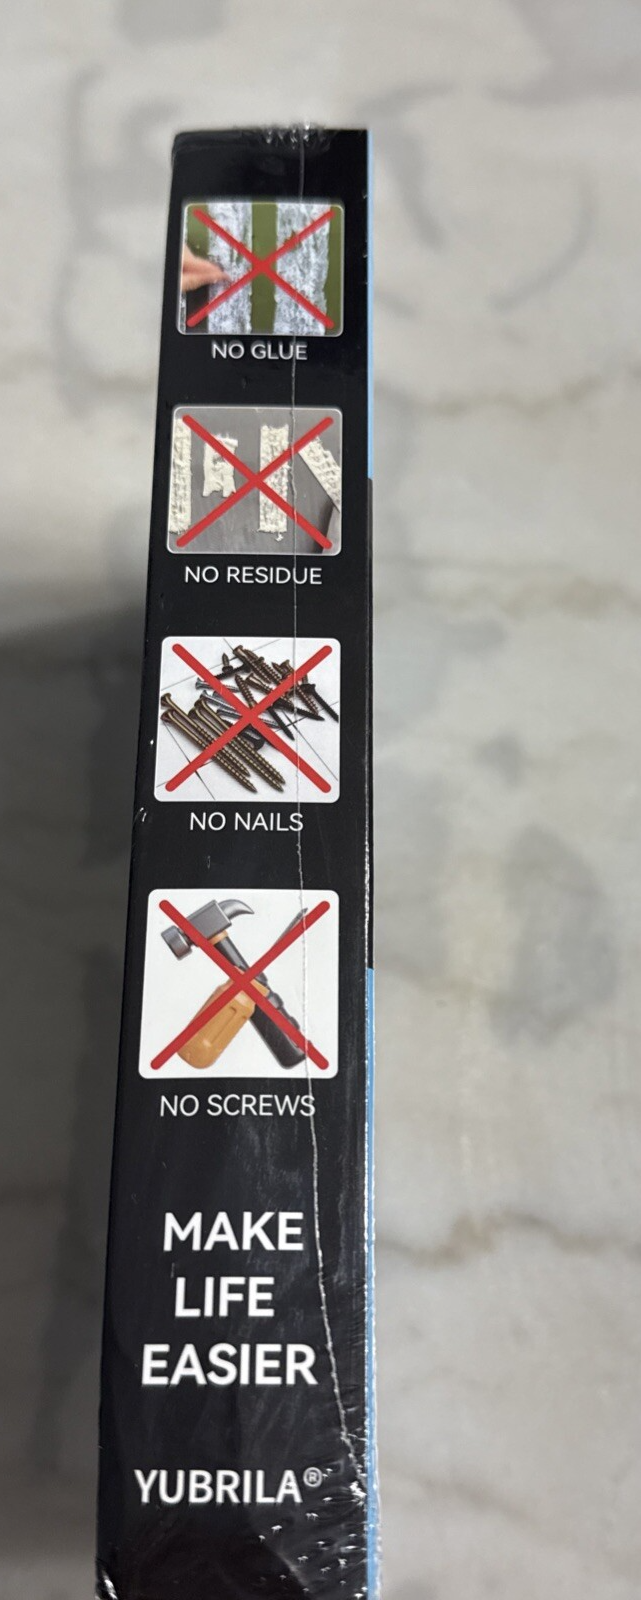 NO GLUE
NO RESIDUE
NO NAILS
NO SCREWS
MAKE
LIFE
EASIER
YUBRILA®